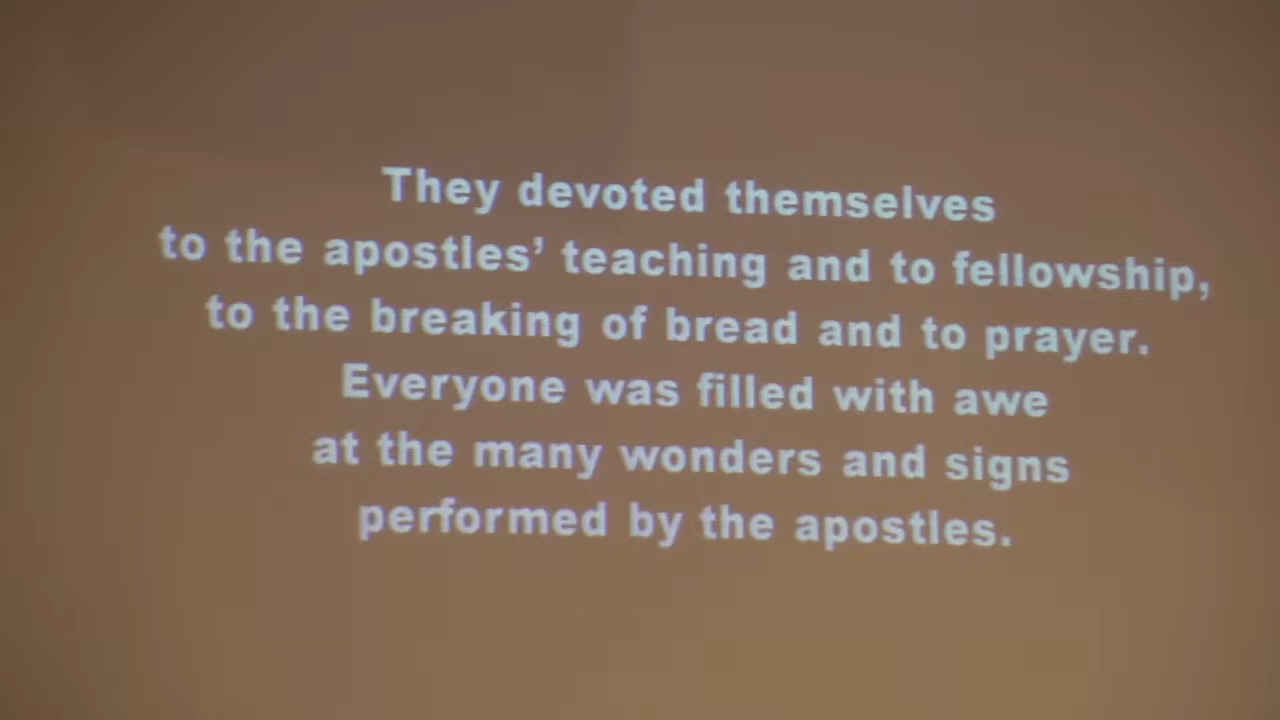 They devoted themselves
to the apostles’ teaching and to fellowship,
to the breaking of bread and to prayer.
Everyone was filled with awe
at the many wonders and signs
performed by the apostles.